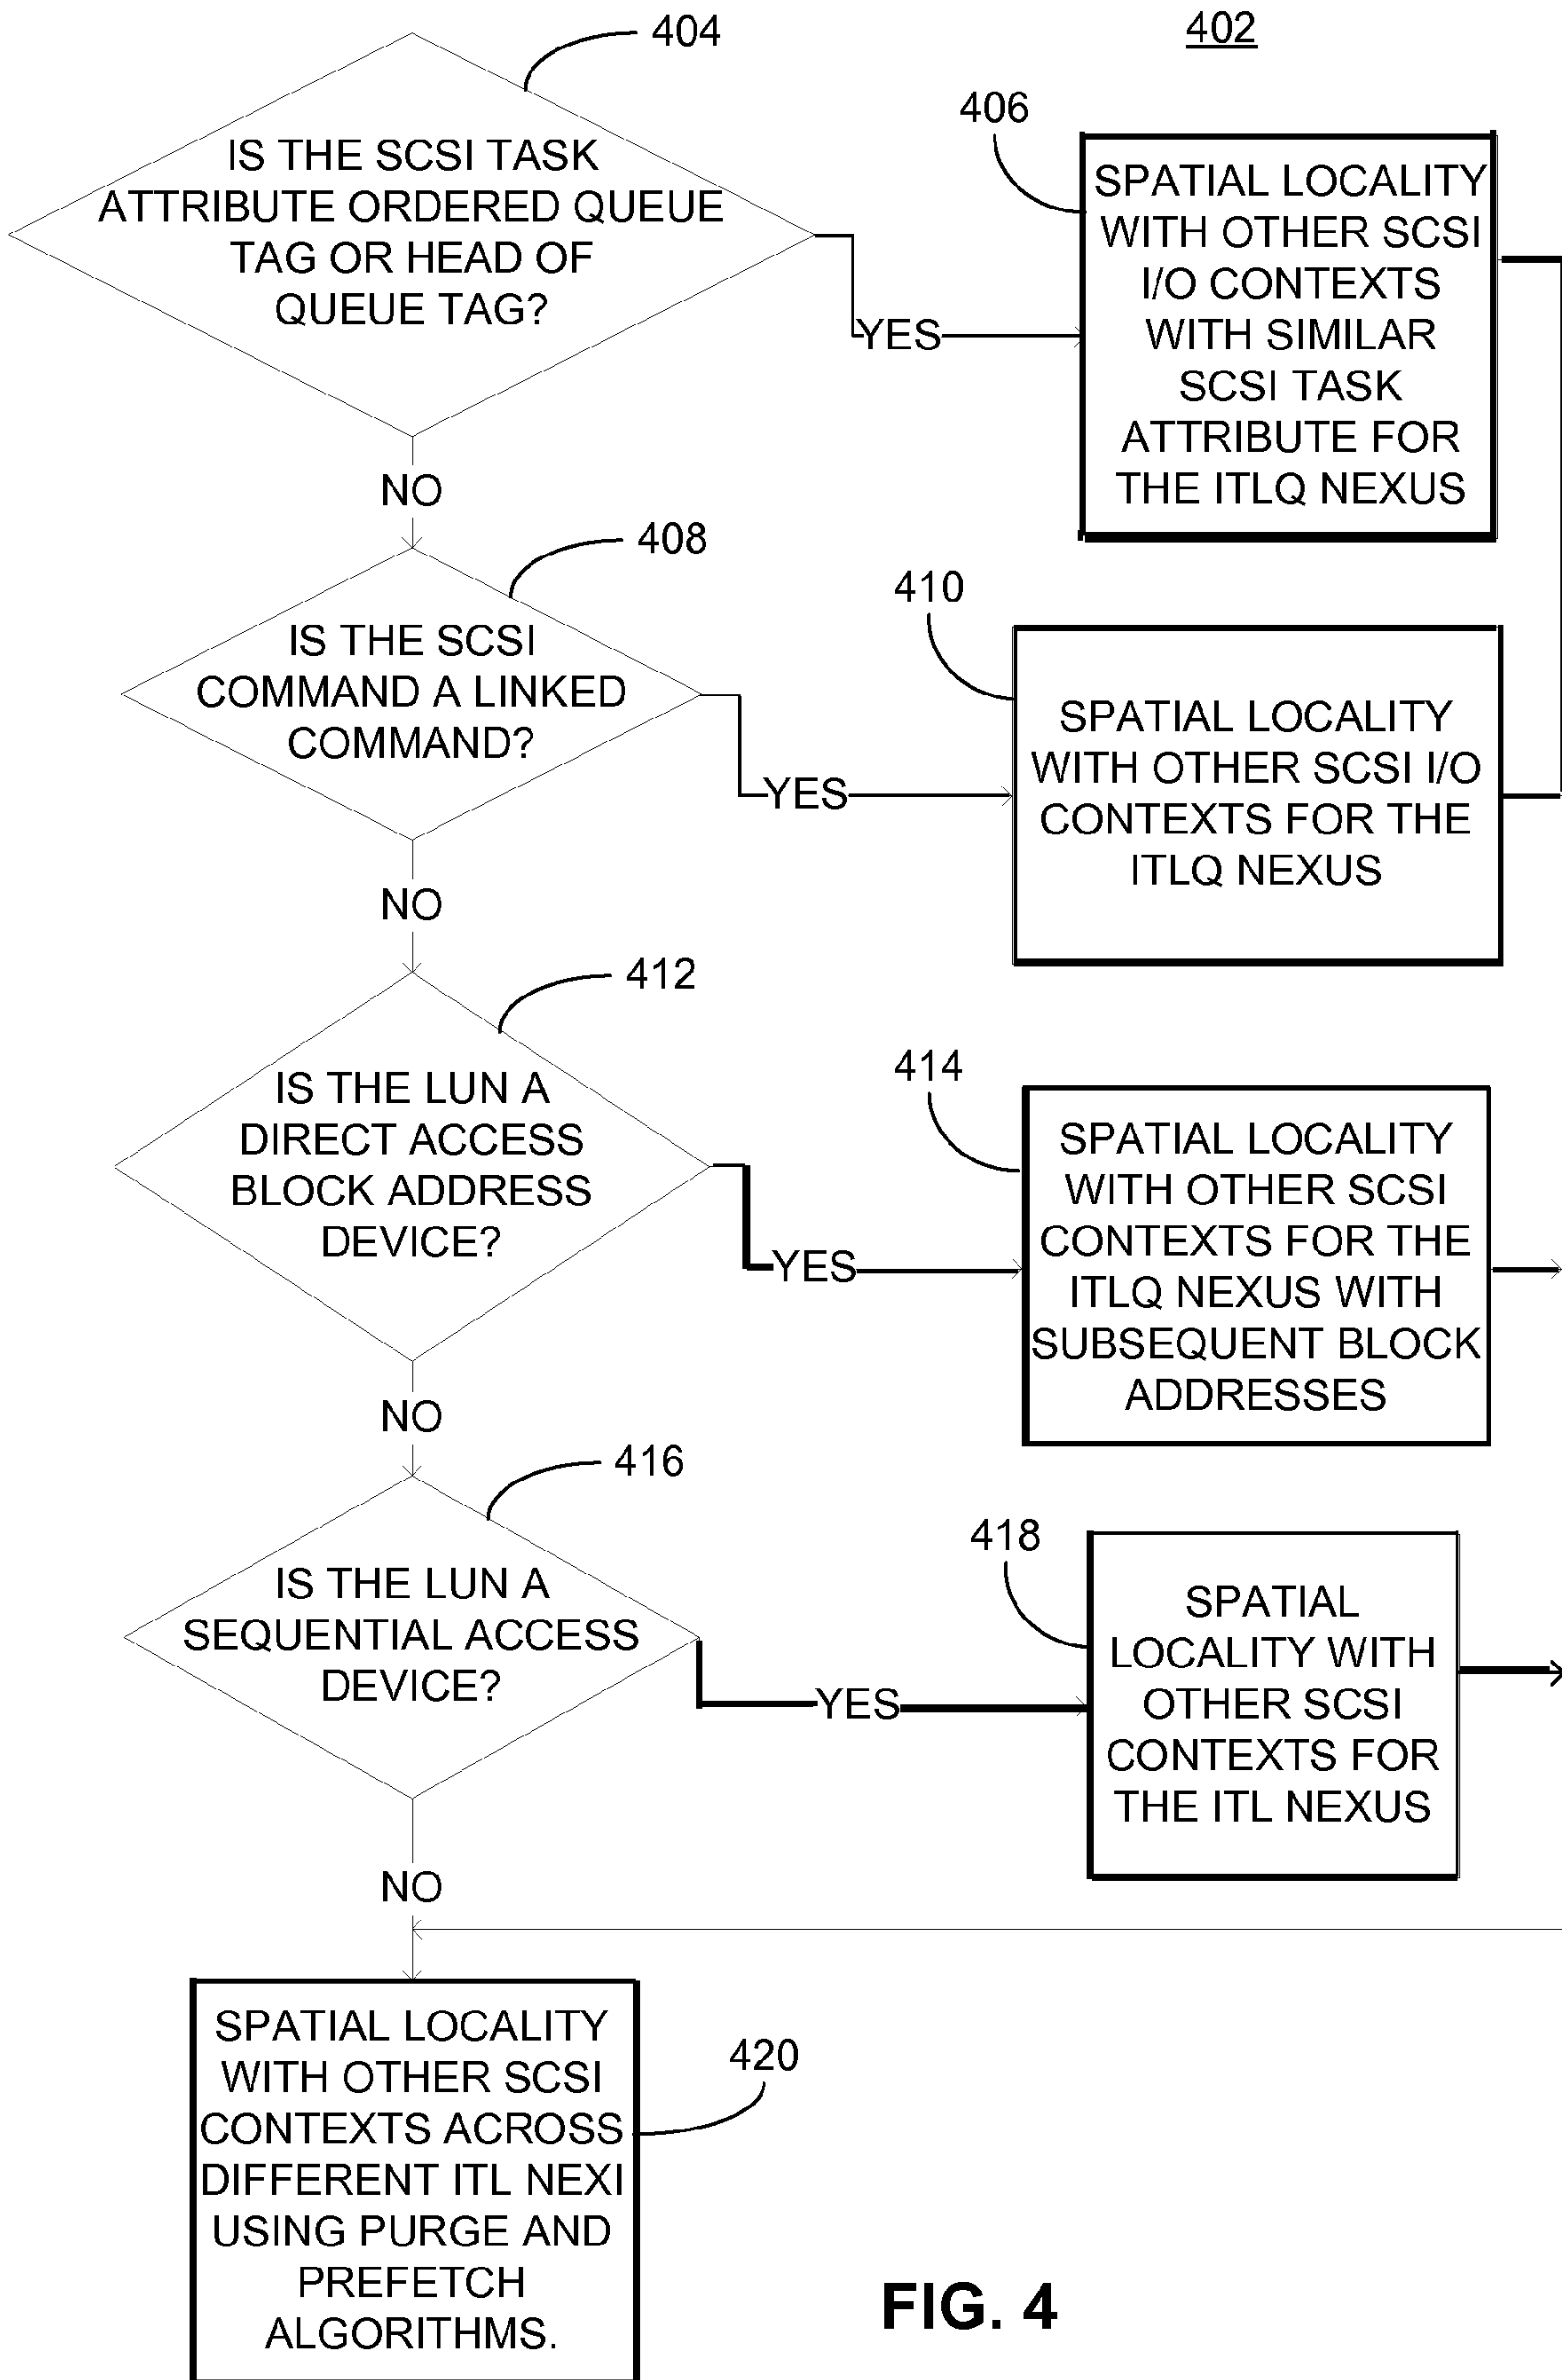 404
402
IS THE SCSI TASK
ATTRIBUTE ORDERED QUEUE
TAG OR HEAD OF
QUEUE TAG?
YES
406
SPATIAL LOCALITY
WITH OTHER SCSI
I/O CONTEXTS
WITH SIMILAR
SCSI TASK
ATTRIBUTE FOR
THE ITLQ NEXUS
NO
408
IS THE SCSI
COMMAND A LINKED
COMMAND?
YES
410
SPATIAL LOCALITY
WITH OTHER SCSI I/O
CONTEXTS FOR THE
ITLQ NEXUS
NO
412
IS THE LUN A
DIRECT ACCESS
BLOCK ADDRESS
DEVICE?
YES
414
SPATIAL LOCALITY
WITH OTHER SCSI
CONTEXTS FOR THE
ITLQ NEXUS WITH
SUBSEQUENT BLOCK
ADDRESSES
NO
416
IS THE LUN A
SEQUENTIAL ACCESS
DEVICE?
YES
418
SPATIAL
LOCALITY WITH
OTHER SCSI
CONTEXTS FOR
THE ITL NEXUS
NO
SPATIAL LOCALITY
WITH OTHER SCSI
CONTEXTS ACROSS
DIFFERENT ITL NEXI
USING PURGE AND
PREFETCH
ALGORITHMS.
420
FIG. 4